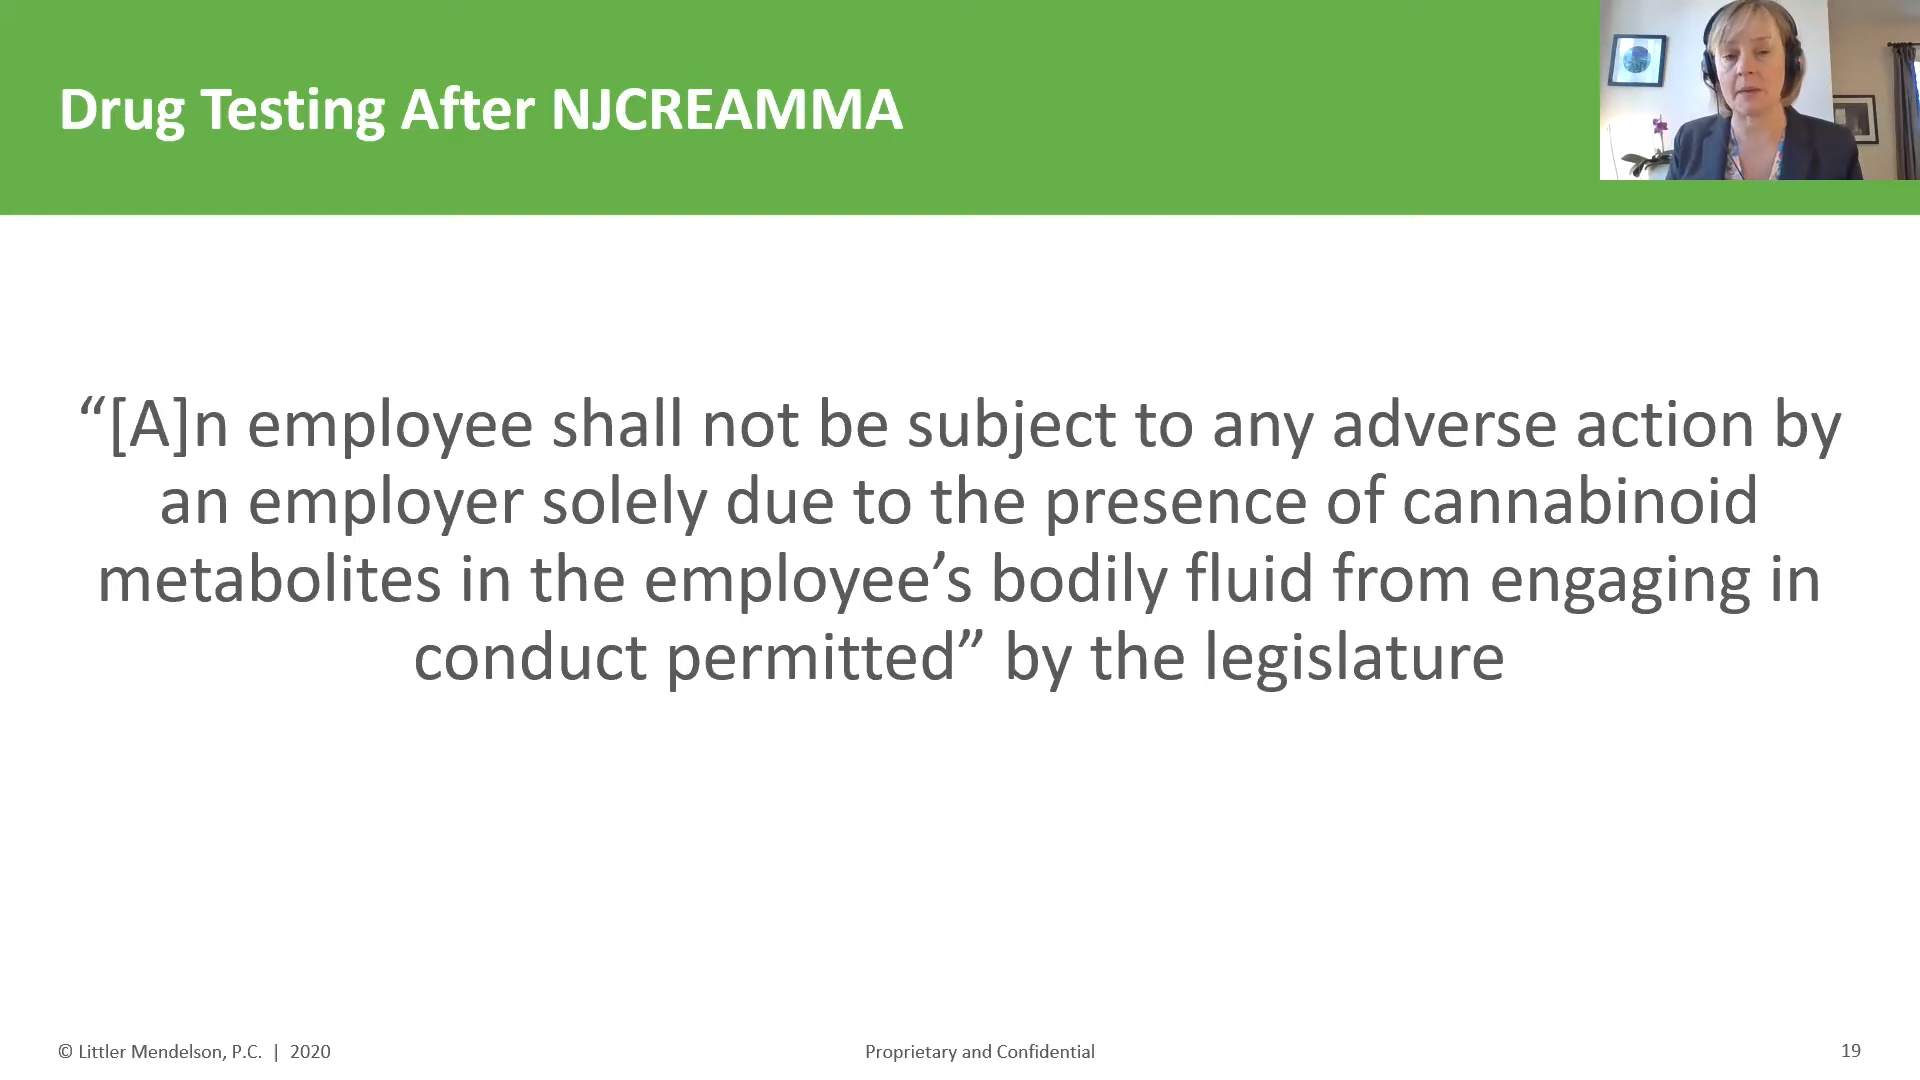 Drug Testing After NJCREAMMA
“[A]n employee shall not be subject to any adverse action by
an employer solely due to the presence of cannabinoid
metabolites in the employee’s bodily fluid from engaging in
conduct permitted” by the legislature
© Littler Mendelson, P.C. | 2020
Proprietary and Confidential
19